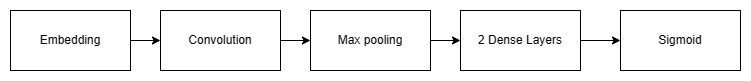 Embedding
Convolution
Max pooling
2 Dense Layers
Sigmoid